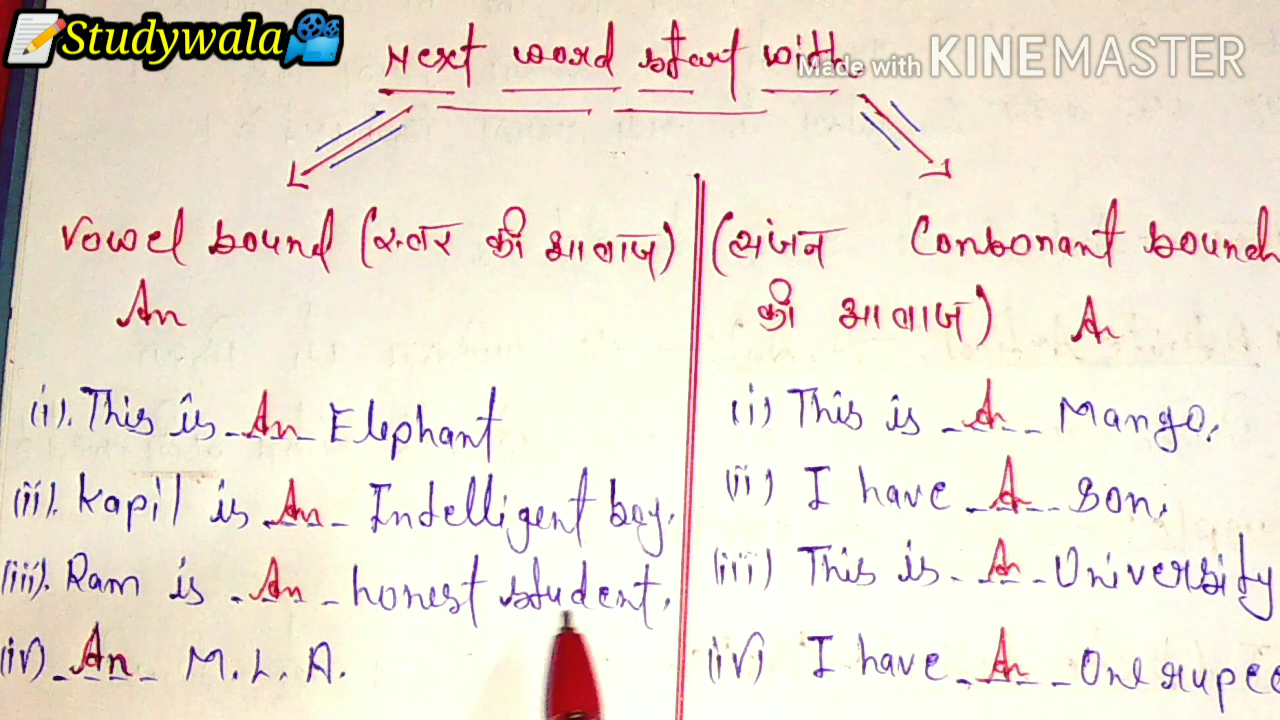 Studywala
Next word start with
Made with KINEMASTER
Vowel sound (स्वर की आवाज)
An
(i). This is An Elephant
(ii). Kapil is An Indelligent boy.
(iii). Ram is An honest student.
(iv) An M.L.A.
(व्यंजन Consonant sound
की आवाज)
(i) This is A Mango.
(ii) I have A son.
(iii) This is University
(iv) I have One rupee